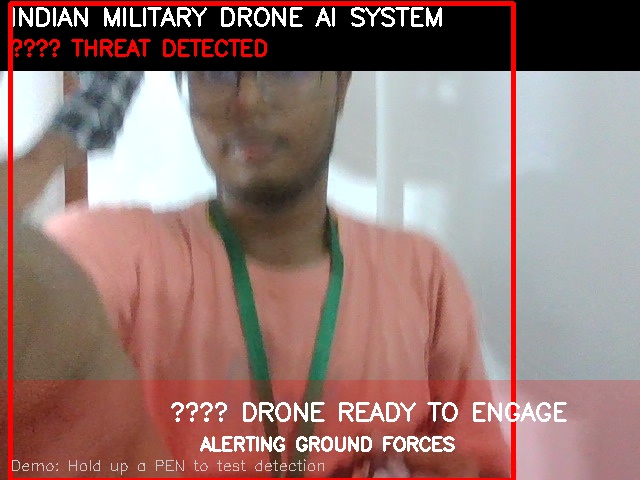 INDIAN MILITARY DRONE AI SYSTEM
???? THREAT DETECTED
???? DRONE READY TO ENGAGE
ALERTING GROUND FORCES
Demo: Hold up a PEN to test detection